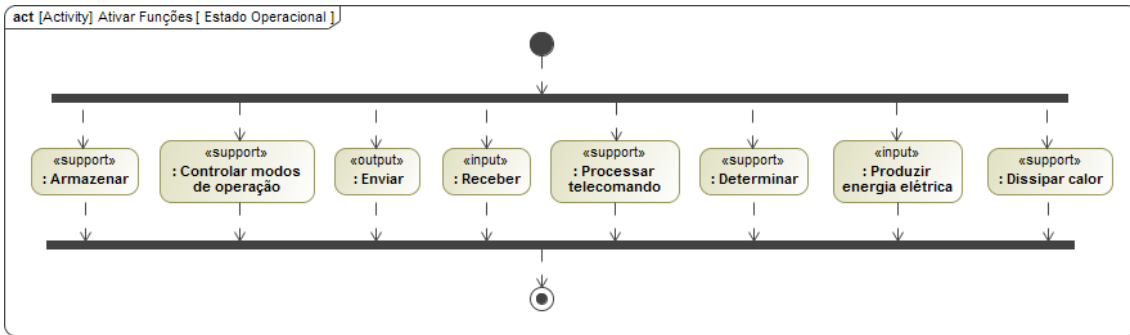 act [Activity] Ativar Funções [ Estado Operacional ]
«support»
: Armazenar
«support»
: Controlar modos
de operação
«output»
: Enviar
«input»
: Receber
«support»
: Processar
telecomando
«support»
: Determinar
«input»
: Produzir
energia elétrica
«support»
: Dissipar calor